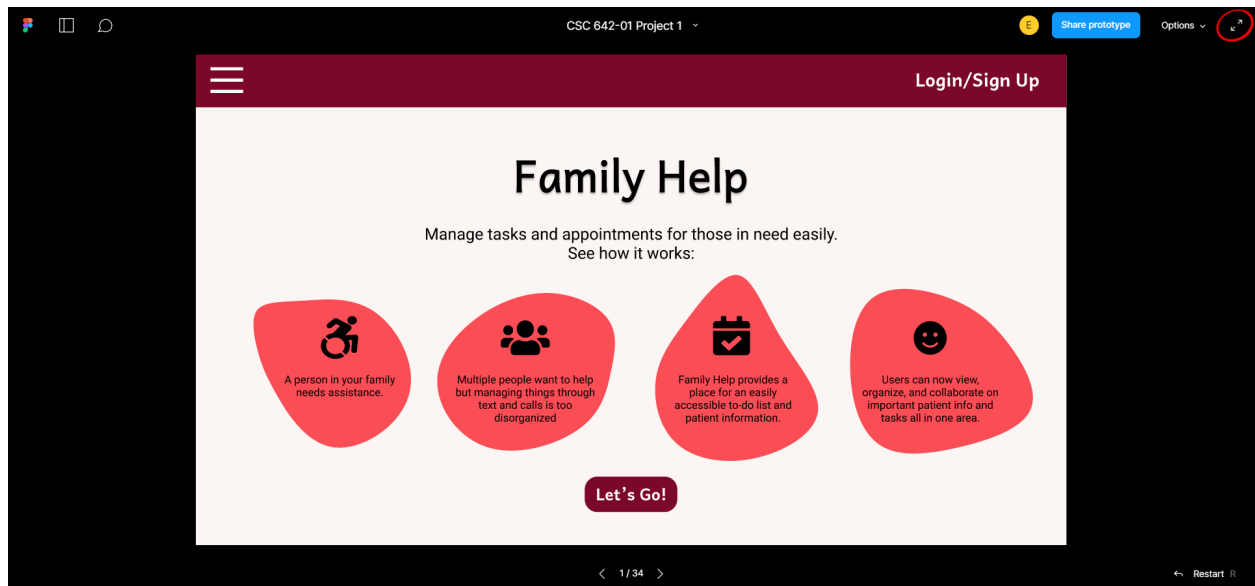 CSC 642-01 Project 1
E
Share prototype
Options
Login/Sign Up
Family Help
Manage tasks and appointments for those in need easily.
See how it works:
A person in your family
needs assistance.
Multiple people want to help
but managing things through
text and calls is too
disorganized
Family Help provides a
place for an easily
accessible to-do list and
patient information.
Users can now view,
organize, and collaborate on
important patient info and
tasks all in one area.
Let's Go!
1 / 34
Restart R